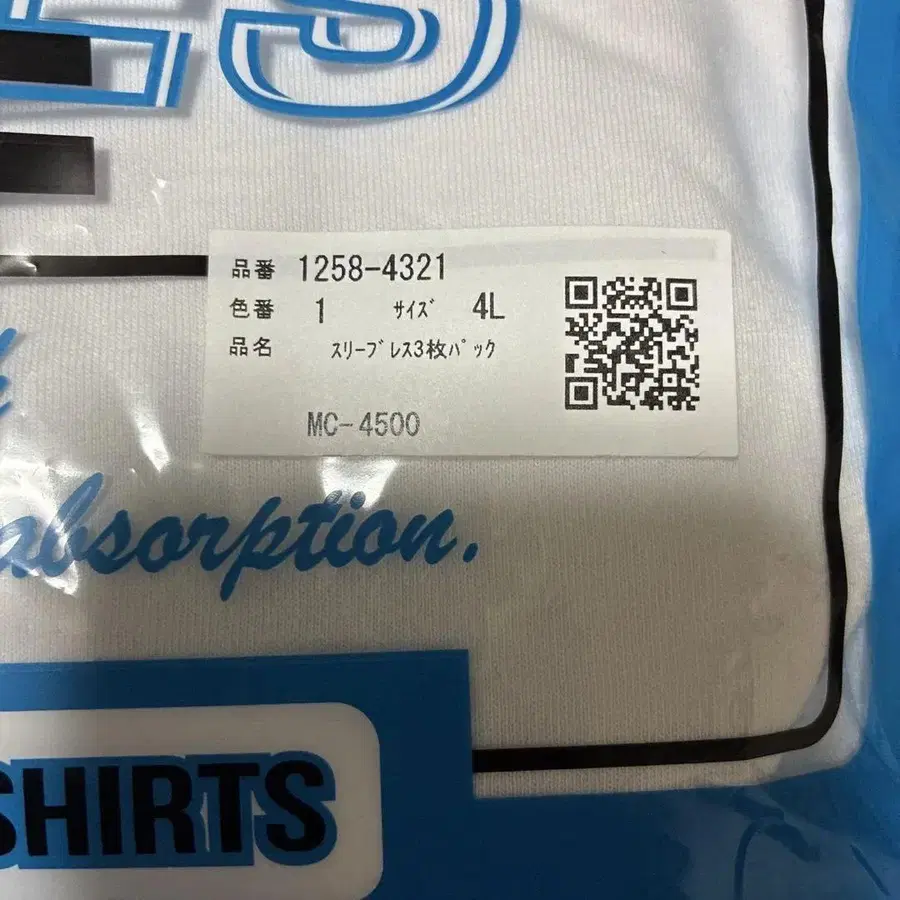 ES
品番 1258-4321
色番 1 ｻｲｽﾞ 4L
品名 ｽﾘｰﾌﾞﾚｽ3枚ﾊﾟｯｸ
MC-4500
absorption.
SHIRTS